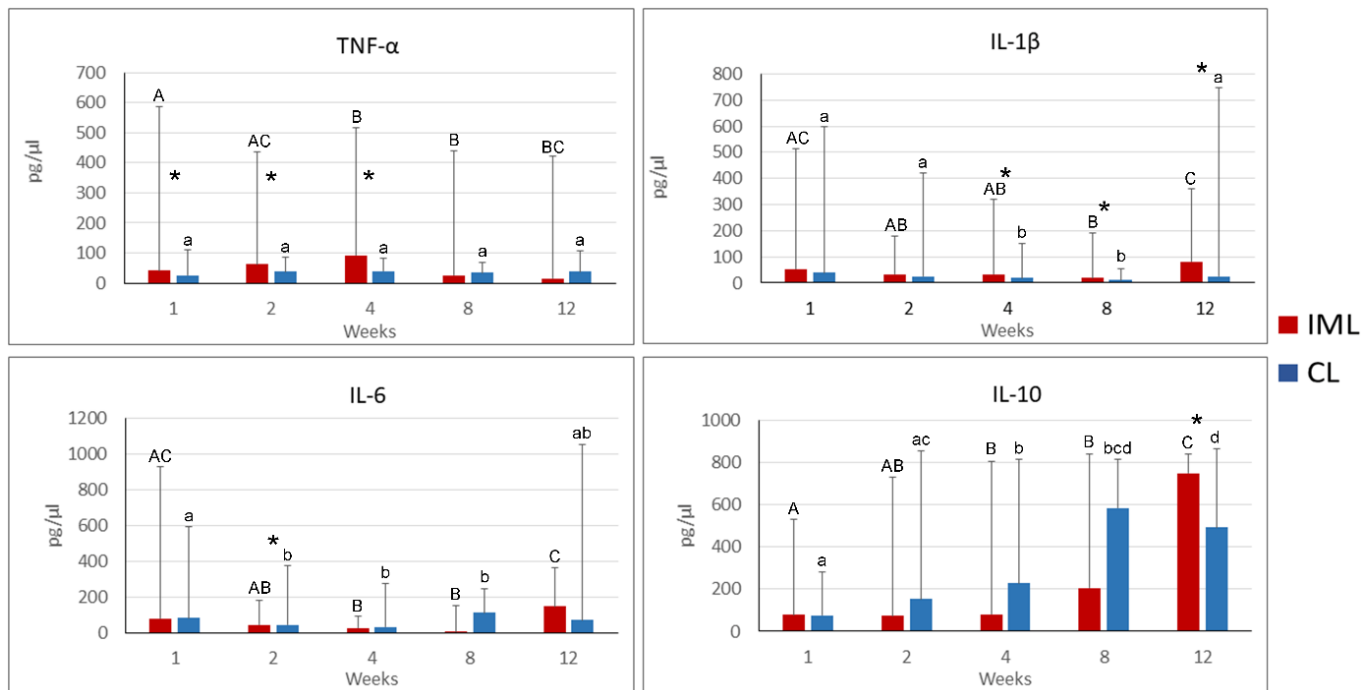 TNF-α
700
600
500
400
300
200
100
0
pg/µl
A
AC
B
B
BC
* * *
a a a a a
1 2 4 8 12
Weeks
IL-1β
800
700
600
500
400
300
200
100
0
pg/µl
AC
a
AB
a
AB
*
b
B
*
b
C
*
a
1 2 4 8 12
Weeks
IML
CL
IL-6
1200
1000
800
600
400
200
0
pg/µl
AC
a
AB
*
b
B
b
B
b
C
ab
1 2 4 8 12
Weeks
IL-10
1000
800
600
400
200
0
pg/µl
A
a
AB
ac
B
b
B
bcd
*
C
d
1 2 4 8 12
Weeks